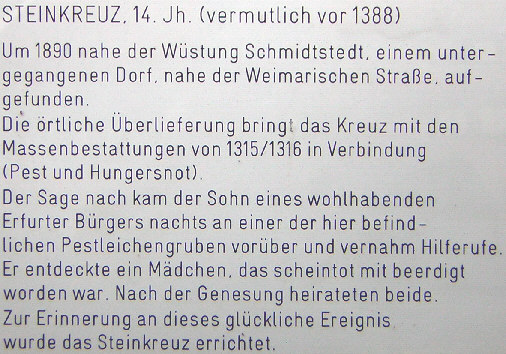 STEINKREUZ, 14. Jh. (vermutlich vor 1388)
Um 1890 nahe der Wüstung Schmidtstedt, einem unter-
gegangenen Dorf, nahe der Weimarischen Straße, auf-
gefunden.
Die örtliche Überlieferung bringt das Kreuz mit den
Massenbestattungen von 1315/1316 in Verbindung
(Pest und Hungersnot).
Der Sage nach kam der Sohn eines wohlhabenden
Erfurter Bürgers nachts an einer der hier befind-
lichen Pestleichengruben vorüber und vernahm Hilferufe.
Er entdeckte ein Mädchen, das scheintot mit beerdigt
worden war. Nach der Genesung heirateten beide.
Zur Erinnerung an dieses glückliche Ereignis
wurde das Steinkreuz errichtet.